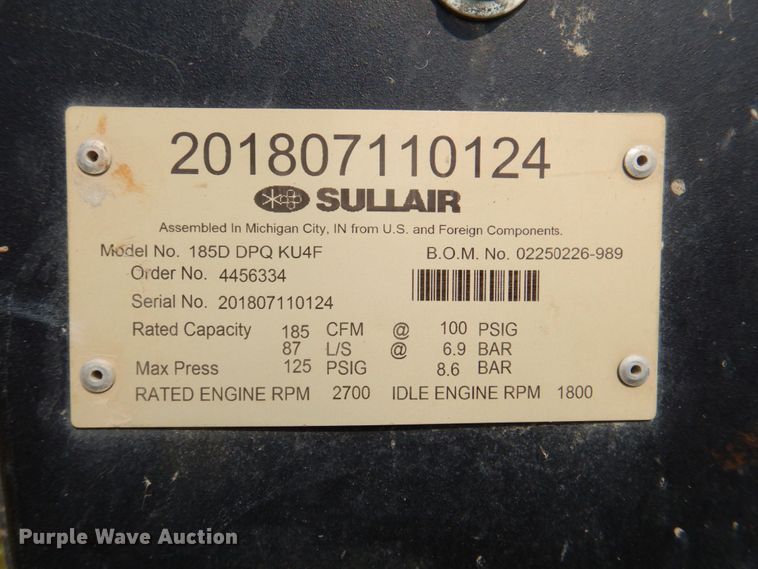 201807110124
SULLAIR
Assembled In Michigan City, IN from U.S. and Foreign Components.
Model No. 185D DPQ KU4F B.O.M. No. 02250226-989
Order No. 4456334
Serial No. 201807110124
Rated Capacity 185 CFM @ 100 PSIG
87 L/S @ 6.9 BAR
Max Press 125 PSIG 8.6 BAR
RATED ENGINE RPM 2700 IDLE ENGINE RPM 1800
Purple Wave Auction